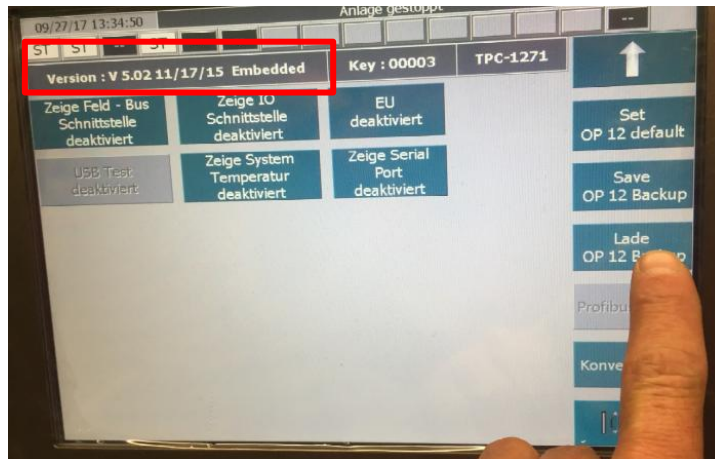 Anlage gestoppt
09/27/17 13:34:50
--
ST ST -- ST
Version : V 5.02 11/17/15 Embedded
Key : 00003
TPC-1271
Zeige Feld - Bus
Schnittstelle
deaktiviert
Zeige IO
Schnittstelle
deaktiviert
EU
deaktiviert
Set
OP 12 default
USB Test
deaktiviert
Zeige System
Temperatur
deaktiviert
Zeige Serial
Port
deaktiviert
Save
OP 12 Backup
Lade
OP 12